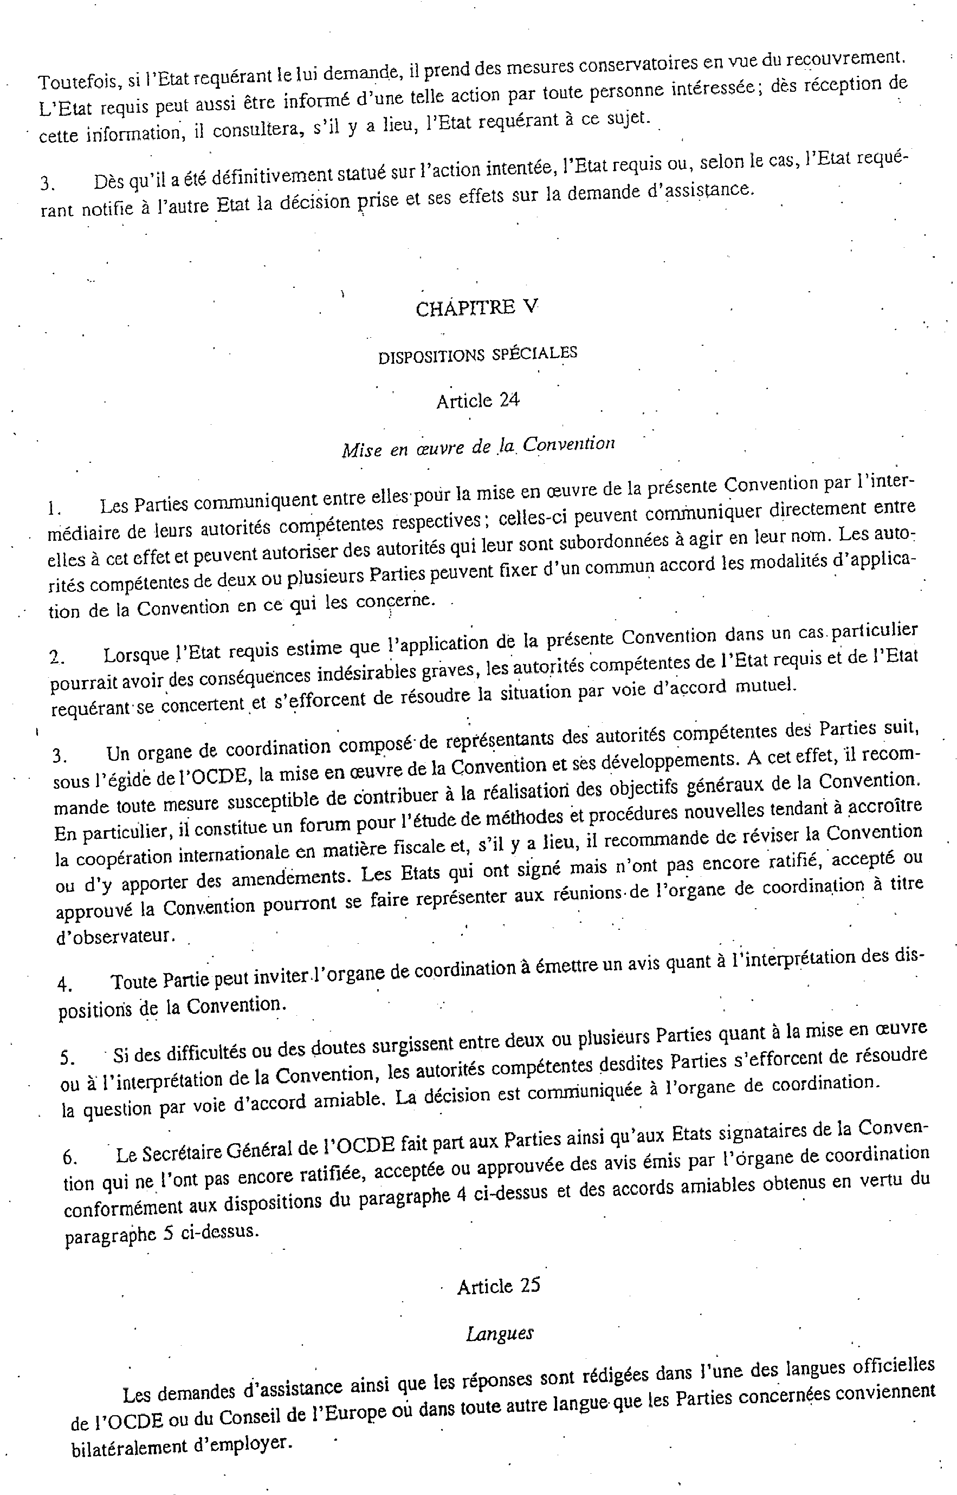 Toutefois, si l'Etat requérant le lui demande, il prend des mesures conservatoires en vue du recouvrement.
L'Etat requis peut aussi être informé d'une telle action par toute personne intéressée; dès réception de
cette information, il consultera, s'il y a lieu, l'Etat requérant à ce sujet.
3. Dès qu'il a été définitivement statué sur l'action intentée, l'Etat requis ou, selon le cas, l'Etat requé-
rant notifie à l'autre Etat la décision prise et ses effets sur la demande d'assistance.
CHAPITRE V
DISPOSITIONS SPÉCIALES
Article 24
Mise en œuvre de la Convention
1. Les Parties communiquent entre elles pour la mise en œuvre de la présente Convention par l'inter-
médiaire de leurs autorités compétentes respectives; celles-ci peuvent communiquer directement entre
elles à cet effet et peuvent autoriser des autorités qui leur sont subordonnées à agir en leur nom. Les auto-
rités compétentes de deux ou plusieurs Parties peuvent fixer d'un commun accord les modalités d'applica-
tion de la Convention en ce qui les concerne.
2. Lorsque l'Etat requis estime que l'application de la présente Convention dans un cas particulier
pourrait avoir des conséquences indésirables graves, les autorités compétentes de l'Etat requis et de l'Etat
requérant se concertent et s'efforcent de résoudre la situation par voie d'accord mutuel.
3. Un organe de coordination composé de représentants des autorités compétentes des Parties suit,
sous l'égide de l'OCDE, la mise en œuvre de la Convention et ses développements. A cet effet, il recom-
mande toute mesure susceptible de contribuer à la réalisation des objectifs généraux de la Convention.
En particulier, il constitue un forum pour l'étude de méthodes et procédures nouvelles tendant à accroître
la coopération internationale en matière fiscale et, s'il y a lieu, il recommande de réviser la Convention
ou d'y apporter des amendements. Les Etats qui ont signé mais n'ont pas encore ratifié, accepté ou
approuvé la Convention pourront se faire représenter aux réunions de l'organe de coordination à titre
d'observateur.
4. Toute Partie peut inviter l'organe de coordination à émettre un avis quant à l'interprétation des dis-
positions de la Convention.
5. Si des difficultés ou des doutes surgissent entre deux ou plusieurs Parties quant à la mise en œuvre
ou à l'interprétation de la Convention, les autorités compétentes desdites Parties s'efforcent de résoudre
la question par voie d'accord amiable. La décision est communiquée à l'organe de coordination.
6. Le Secrétaire Général de l'OCDE fait part aux Parties ainsi qu'aux Etats signataires de la Conven-
tion qui ne l'ont pas encore ratifiée, acceptée ou approuvée des avis émis par l'organe de coordination
conformément aux dispositions du paragraphe 4 ci-dessus et des accords amiables obtenus en vertu du
paragraphe 5 ci-dessus.
Article 25
Langues
Les demandes d'assistance ainsi que les réponses sont rédigées dans l'une des langues officielles
de l'OCDE ou du Conseil de l'Europe ou dans toute autre langue que les Parties concernées conviennent
bilatéralement d'employer.